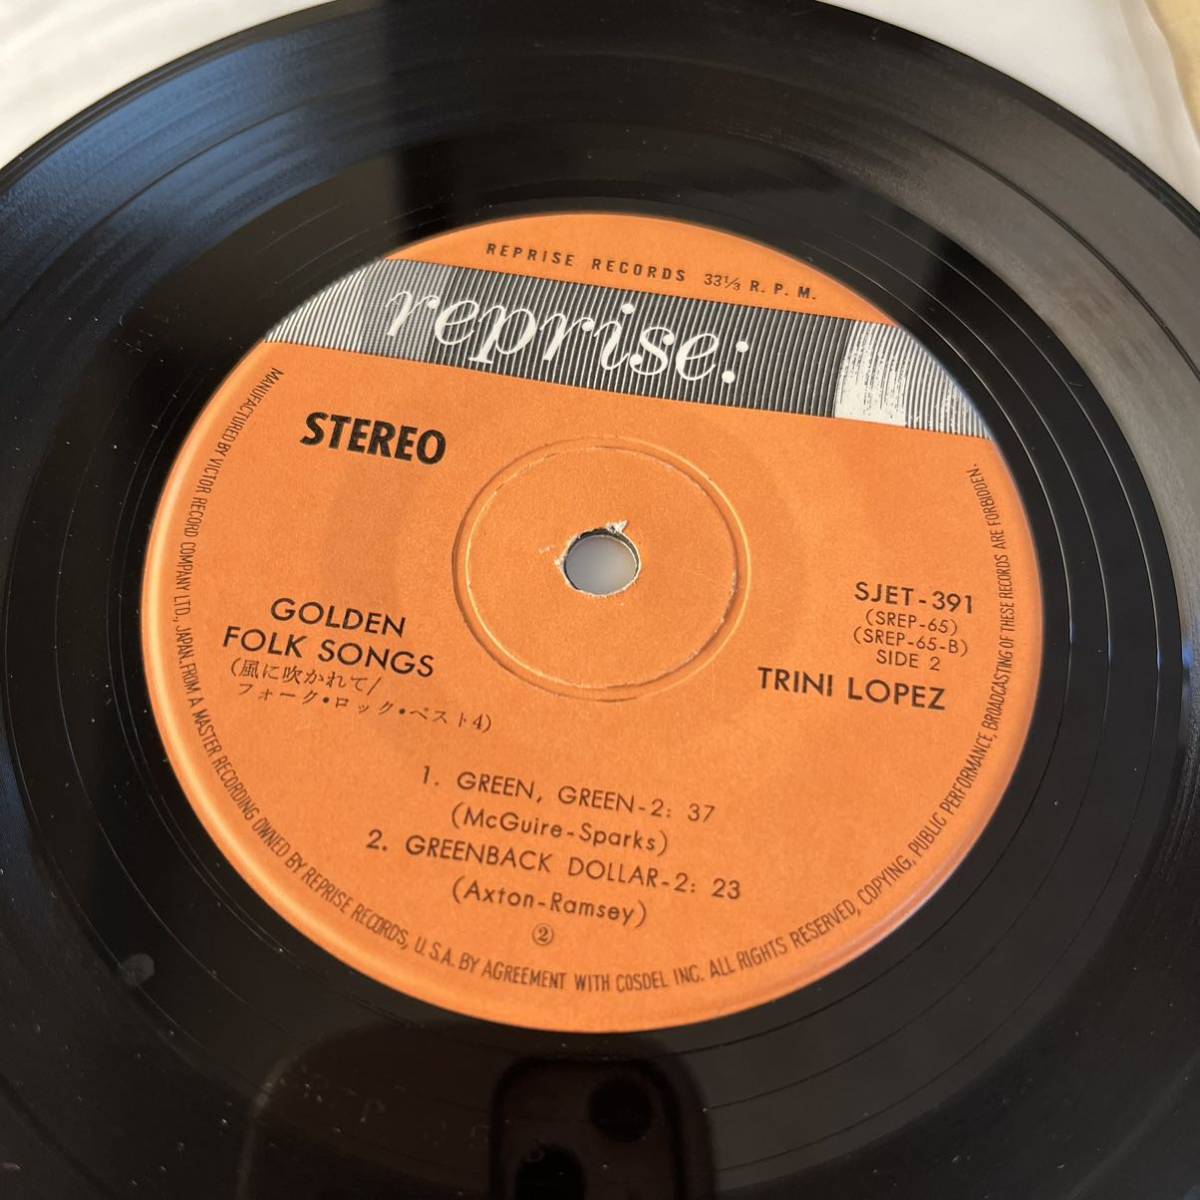 REPRISE RECORDS 33⅓ R. P. M.
reprise:
STEREO
GOLDEN
FOLK SONGS
(風に吹かれて/
フォーク・ロック・ベスト4)
SJET-391
(SREP-65)
(SREP-65-B)
SIDE 2
TRINI LOPEZ
1. GREEN, GREEN-2: 37
(McGuire-Sparks)
2. GREENBACK DOLLAR-2: 23
(Axton-Ramsey)
②
MANUFACTURED BY VICTOR RECORD COMPANY LTD., JAPAN. FROM A MASTER RECORDING OWNED BY REPRISE RECORDS, U.S.A. BY AGREEMENT WITH COSDEL INC. ALL RIGHTS RESERVED, COPYING, PUBLIC PERFORMANCE, BROADCASTING OF THESE RECORDS ARE FORBIDDEN.